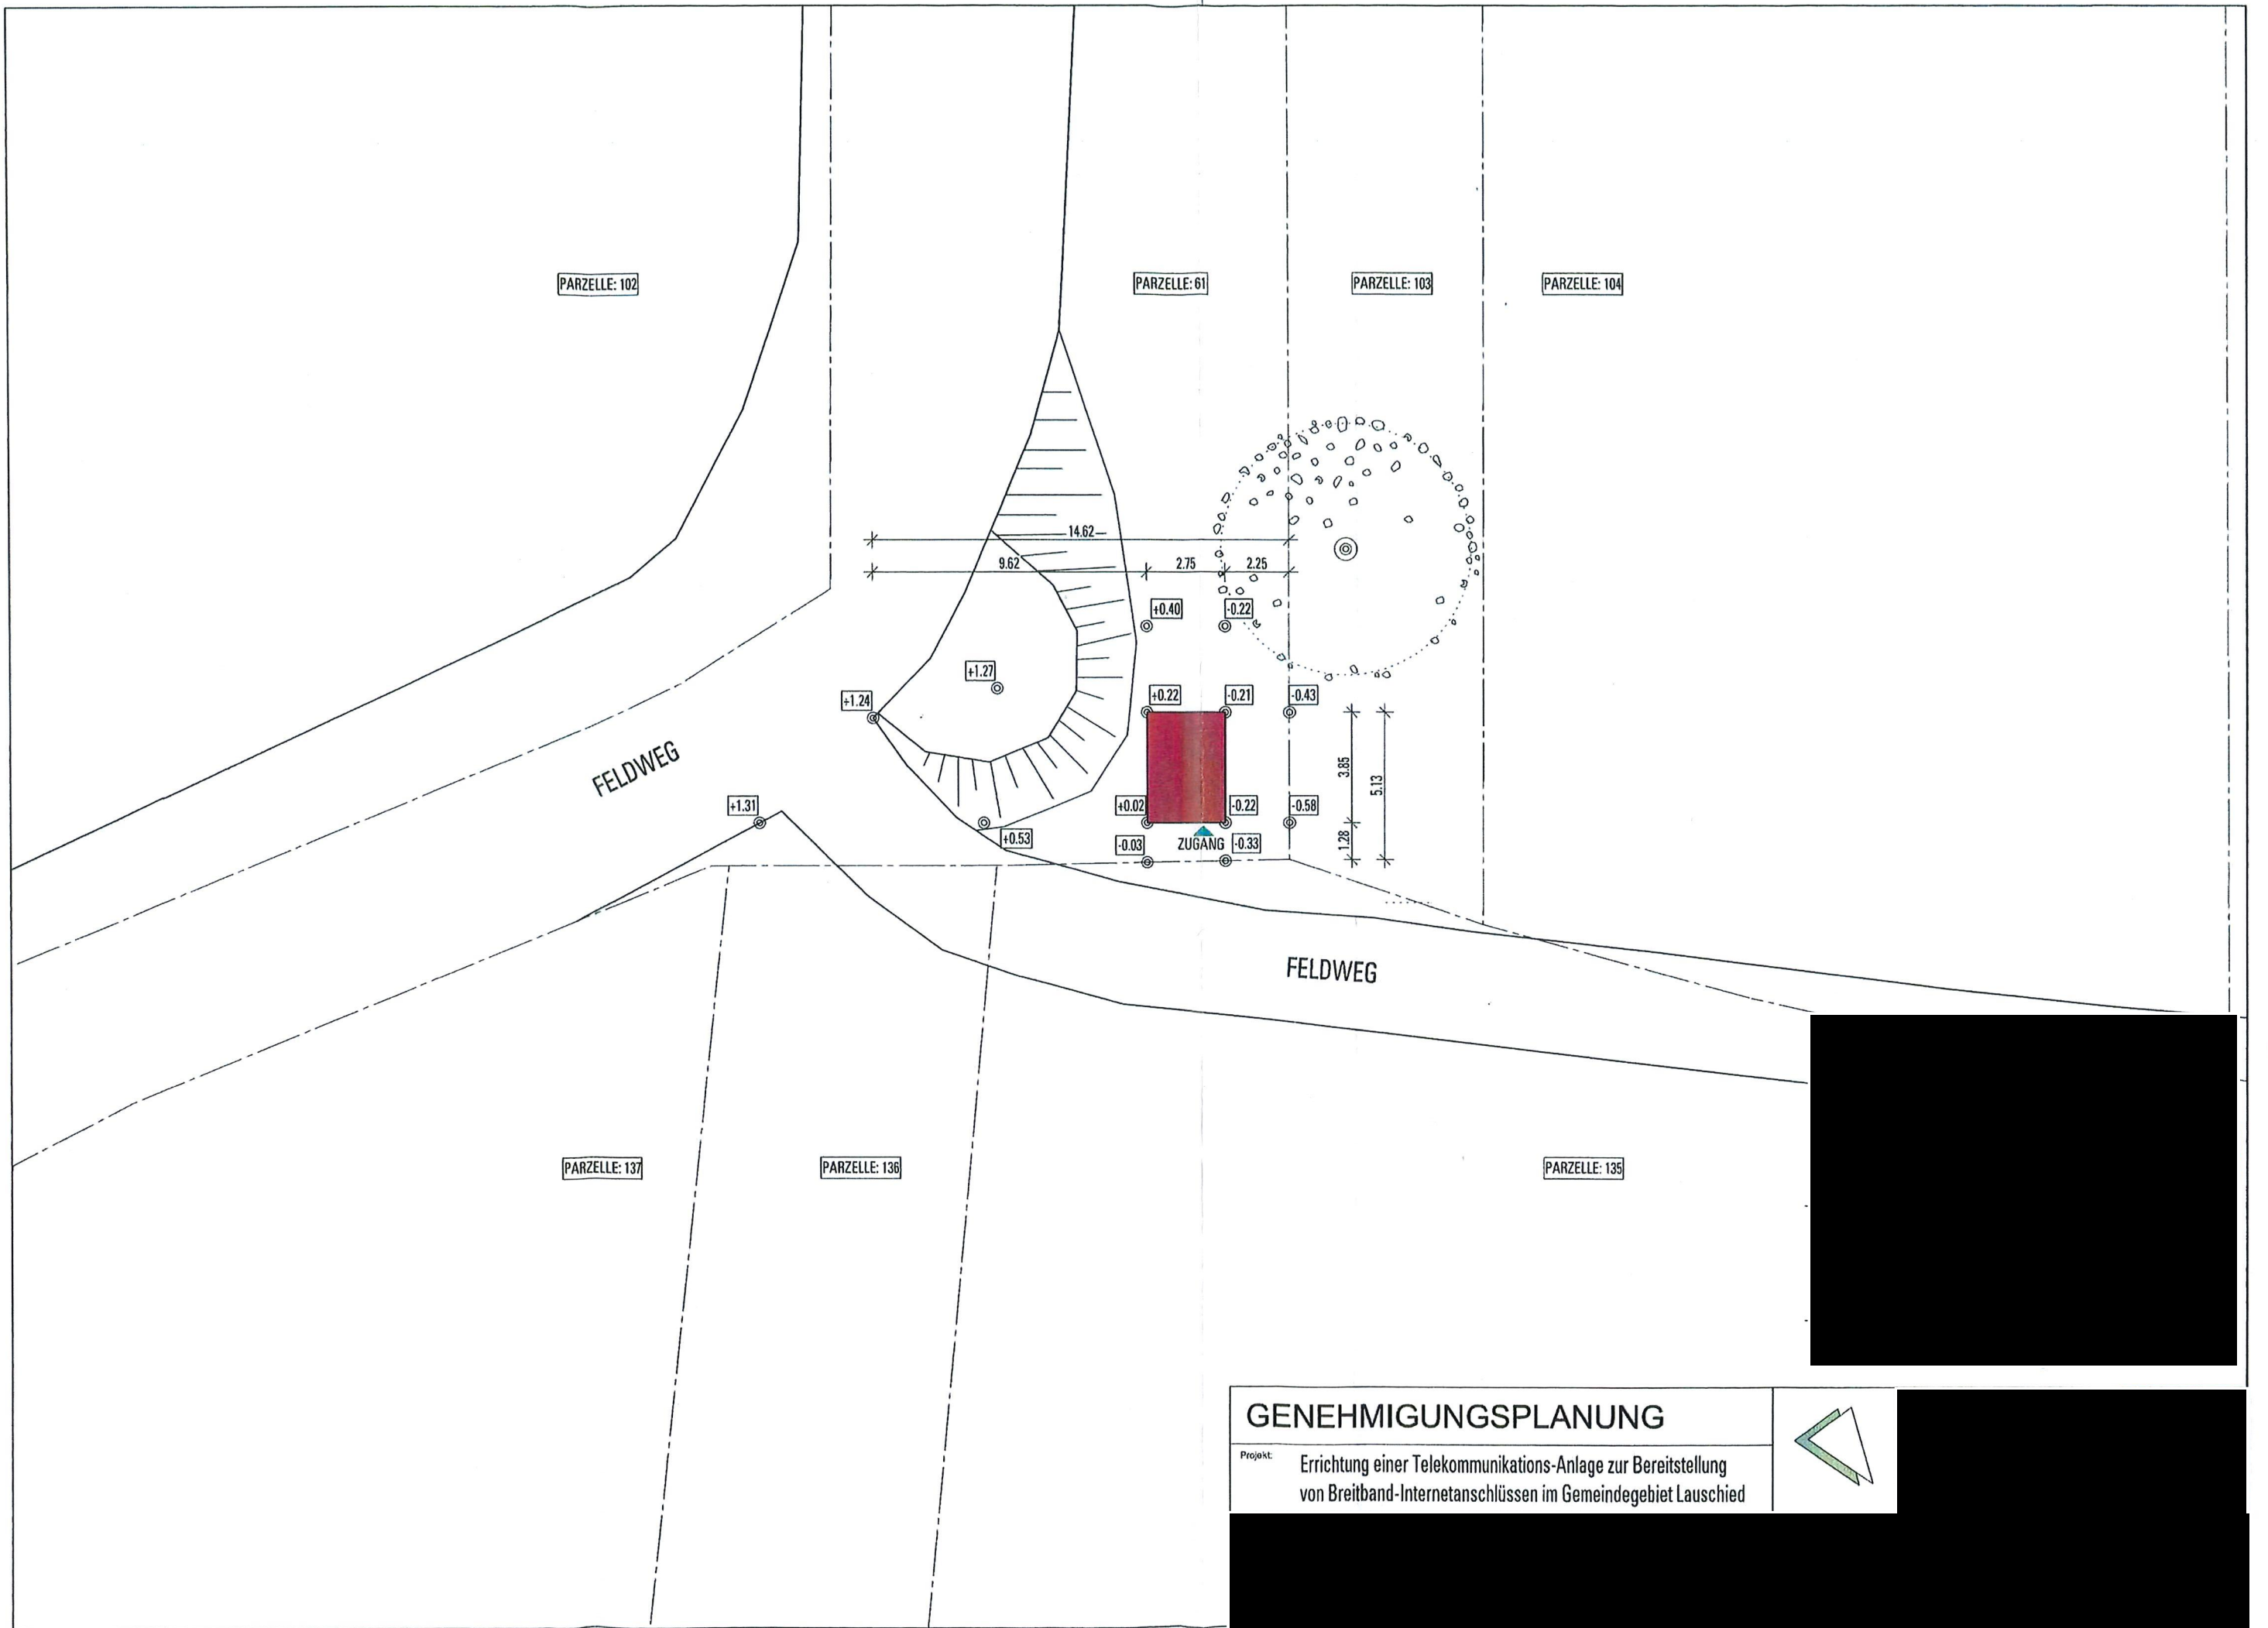 PARZELLE: 102
PARZELLE: 61
PARZELLE: 103
PARZELLE: 104
14.62
9.62
2.75
2.25
+0.40
-0.22
+1.27
+1.24
+0.22
-0.21
-0.43
FELDWEG
3.85
5.13
+1.31
+0.02
-0.22
-0.58
+0.53
-0.03
ZUGANG
-0.33
1.28
FELDWEG
PARZELLE: 137
PARZELLE: 136
PARZELLE: 135
GENEHMIGUNGSPLANUNG
Projekt:
Errichtung einer Telekommunikations-Anlage zur Bereitstellung
von Breitband-Internetanschlüssen im Gemeindegebiet Lauschied